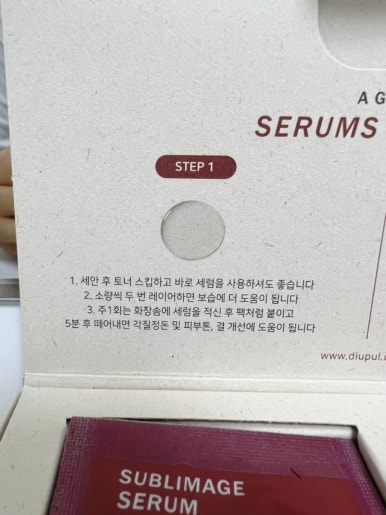 A G
SERUMS
STEP 1
1. 세안 후 토너 스킵하고 바로 세럼을 사용하셔도 좋습니다
2. 소량씩 두 번 레이어하면 보습에 더 도움이 됩니다
3. 주1회는 화장솜에 세럼을 적신 후 팩처럼 붙이고
5분 후 떼어내면 각질정돈 및 피부톤, 결 개선에 도움이 됩니다
www.diupul.c
SUBLIMAGE
SERUM